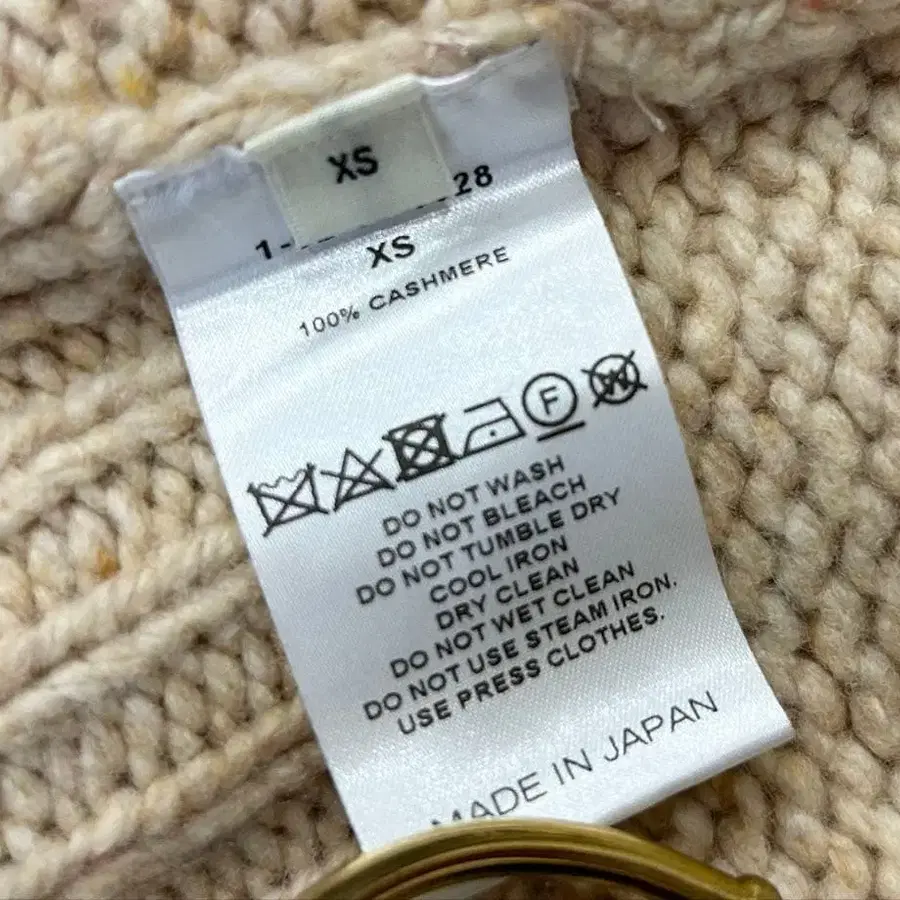 XS
XS
100% CASHMERE
F
W
DO NOT WASH
DO NOT BLEACH
DO NOT TUMBLE DRY
COOL IRON
DRY CLEAN
DO NOT WET CLEAN
DO NOT USE STEAM IRON.
USE PRESS CLOTHES.
MADE IN JAPAN